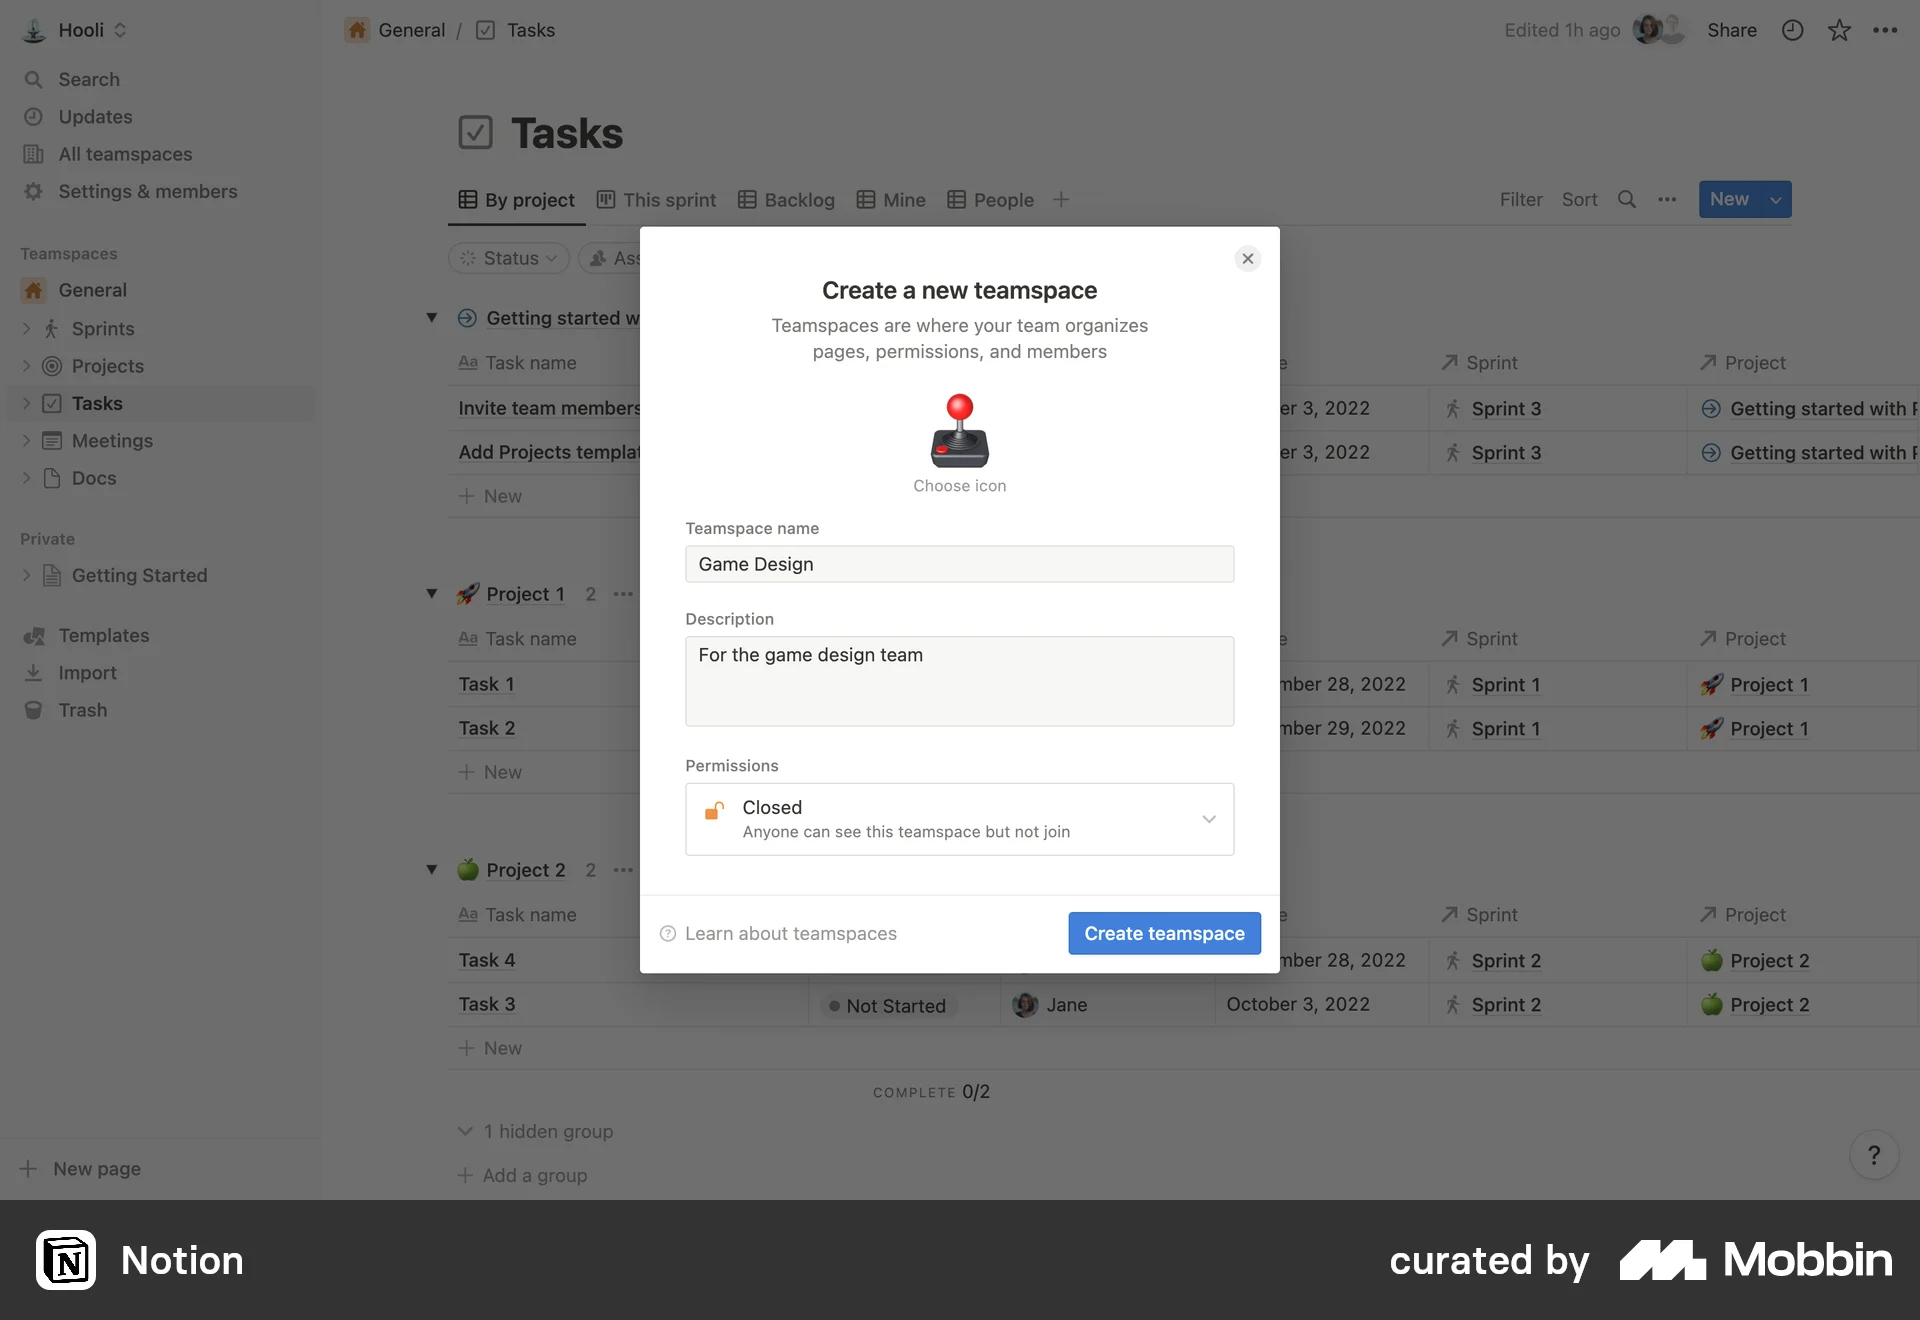 Hooli
Search
Updates
All teamspaces
Settings & members
Teamspaces
General
Sprints
Projects
Tasks
Meetings
Docs
Private
Getting Started
Templates
Import
Trash
New page
General / Tasks
Edited 1h ago
Share
Tasks
By project
This sprint
Backlog
Mine
People
Filter
Sort
New
Status
Getting started
Aa Task name
Sprint
Project
Invite team members
3, 2022
Sprint 3
Getting started with
Add Projects
3, 2022
Sprint 3
Getting started with
New
Project 1 2
Aa Task name
Sprint
Project
Task 1
28, 2022
Sprint 1
Project 1
Task 2
29, 2022
Sprint 1
Project 1
New
Project 2 2
Aa Task name
Sprint
Project
Task 4
28, 2022
Sprint 2
Project 2
Task 3
Not Started
Jane
October 3, 2022
Sprint 2
Project 2
New
COMPLETE 0/2
1 hidden group
Add a group
?
Create a new teamspace
Teamspaces are where your team organizes
pages, permissions, and members
Choose icon
Teamspace name
Game Design
Description
For the game design team
Permissions
Closed
Anyone can see this teamspace but not join
Learn about teamspaces
Create teamspace
N Notion
curated by Mobbin